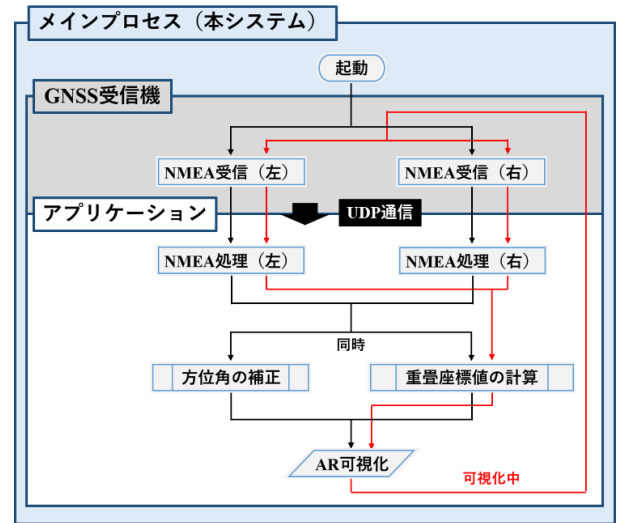 メインプロセス（本システム）
起動
GNSS受信機
NMEA受信（左）
NMEA受信（右）
アプリケーション
UDP通信
NMEA処理（左）
NMEA処理（右）
同時
方位角の補正
重畳座標値の計算
AR可視化
可視化中